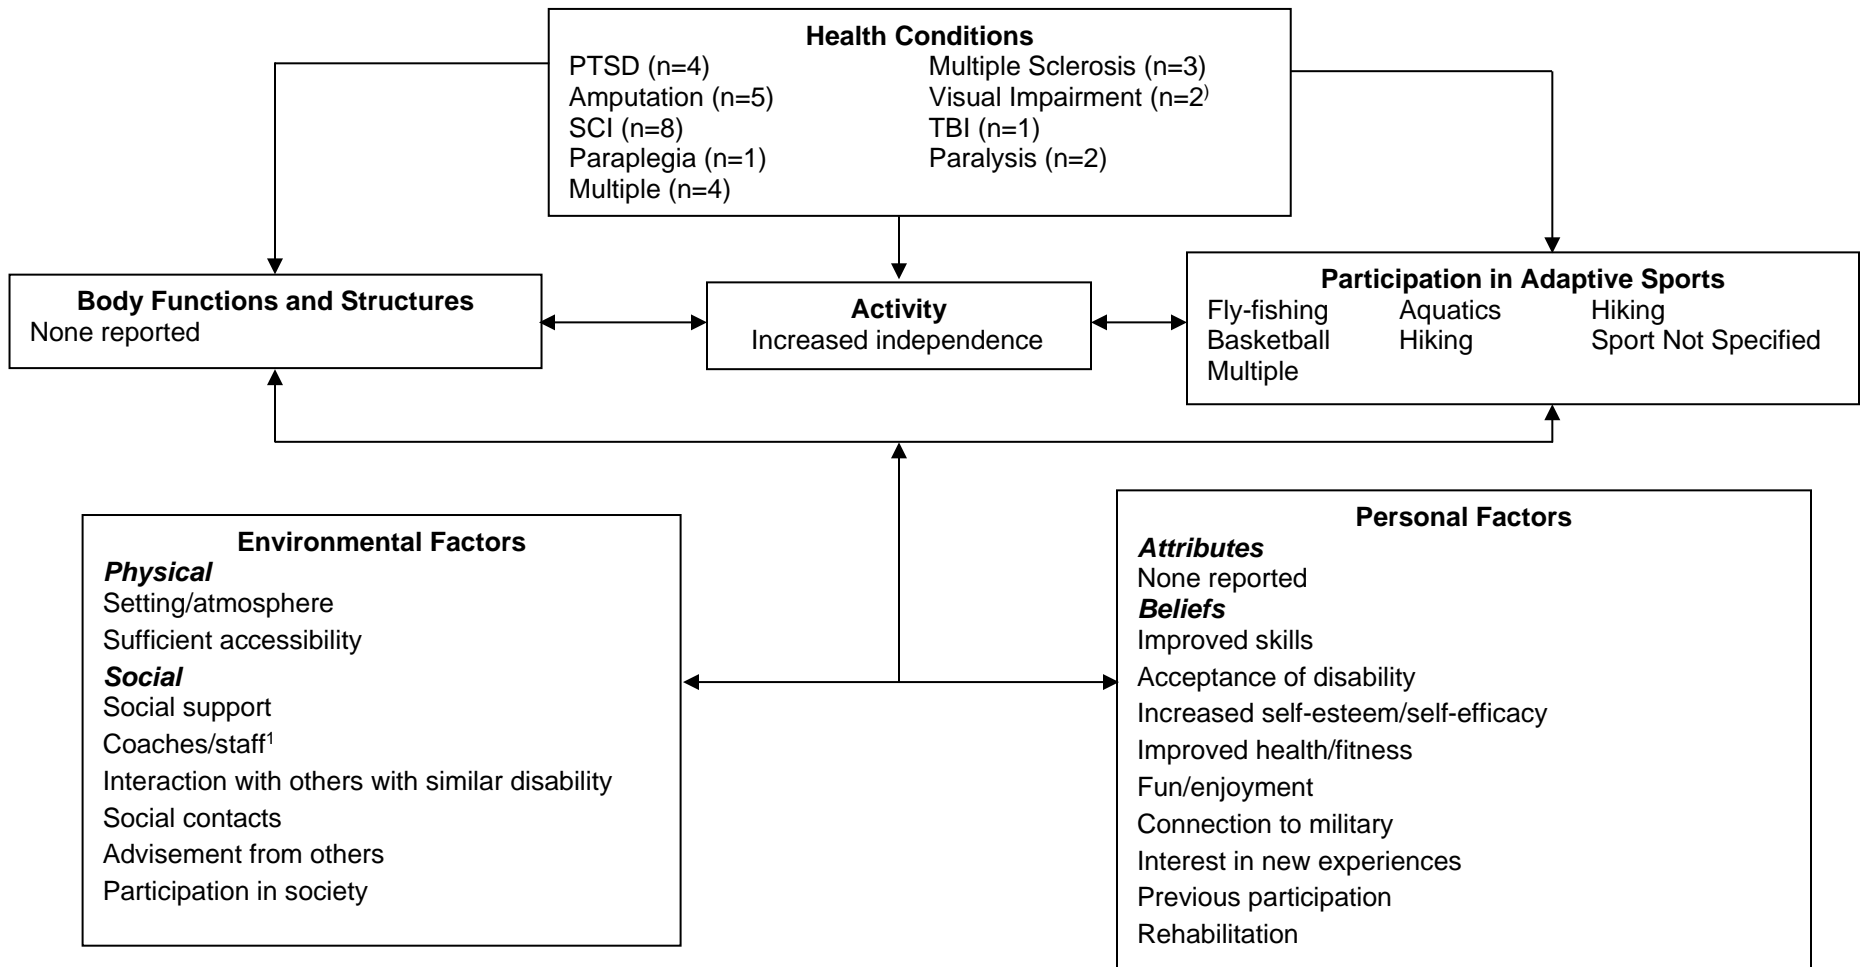 Health Conditions
PTSD (n=4)
Amputation (n=5)
SCI (n=8)
Paraplegia (n=1)
Multiple (n=4)
Multiple Sclerosis (n=3)
Visual Impairment (n=2⁾
TBI (n=1)
Paralysis (n=2)
Body Functions and Structures
None reported
Activity
Increased independence
Participation in Adaptive Sports
Fly-fishing Aquatics Hiking
Basketball Hiking Sport Not Specified
Multiple
Environmental Factors
Physical
Setting/atmosphere
Sufficient accessibility
Social
Social support
Coaches/staff¹
Interaction with others with similar disability
Social contacts
Advisement from others
Participation in society
Personal Factors
Attributes
None reported
Beliefs
Improved skills
Acceptance of disability
Increased self-esteem/self-efficacy
Improved health/fitness
Fun/enjoyment
Connection to military
Interest in new experiences
Previous participation
Rehabilitation